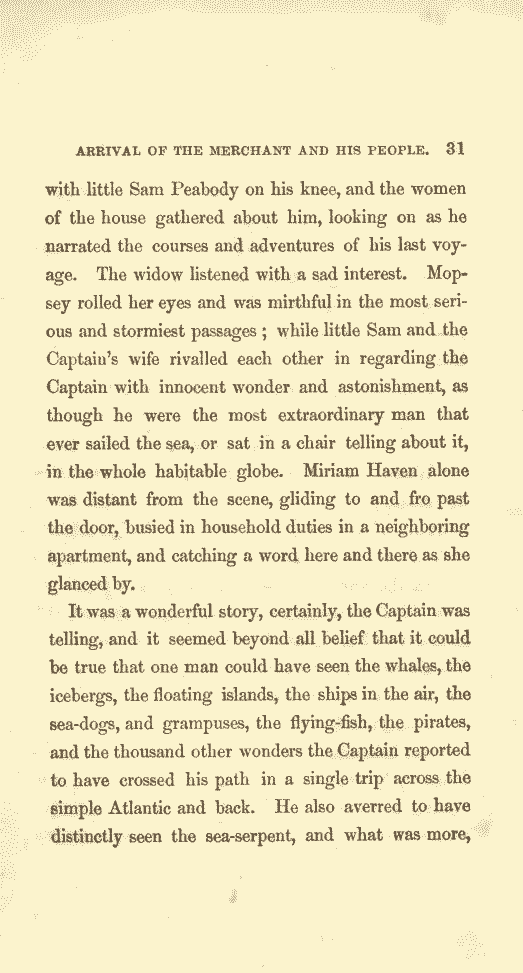 ARRIVAL OF THE MERCHANT AND HIS PEOPLE. 31
with little Sam Peabody on his knee, and the women
of the house gathered about him, looking on as he
narrated the courses and adventures of his last voy-
age. The widow listened with a sad interest. Mop-
sey rolled her eyes and was mirthful in the most seri-
ous and stormiest passages ; while little Sam and the
Captain's wife rivalled each other in regarding the
Captain with innocent wonder and astonishment, as
though he were the most extraordinary man that
ever sailed the sea, or sat in a chair telling about it,
in the whole habitable globe. Miriam Haven alone
was distant from the scene, gliding to and fro past
the door, busied in household duties in a neighboring
apartment, and catching a word here and there as she
glanced by.
It was a wonderful story, certainly, the Captain was
telling, and it seemed beyond all belief that it could
be true that one man could have seen the whales, the
icebergs, the floating islands, the ships in the air, the
sea-dogs, and grampuses, the flying-fish, the pirates,
and the thousand other wonders the Captain reported
to have crossed his path in a single trip across the
simple Atlantic and back. He also averred to have
distinctly seen the sea-serpent, and what was more,